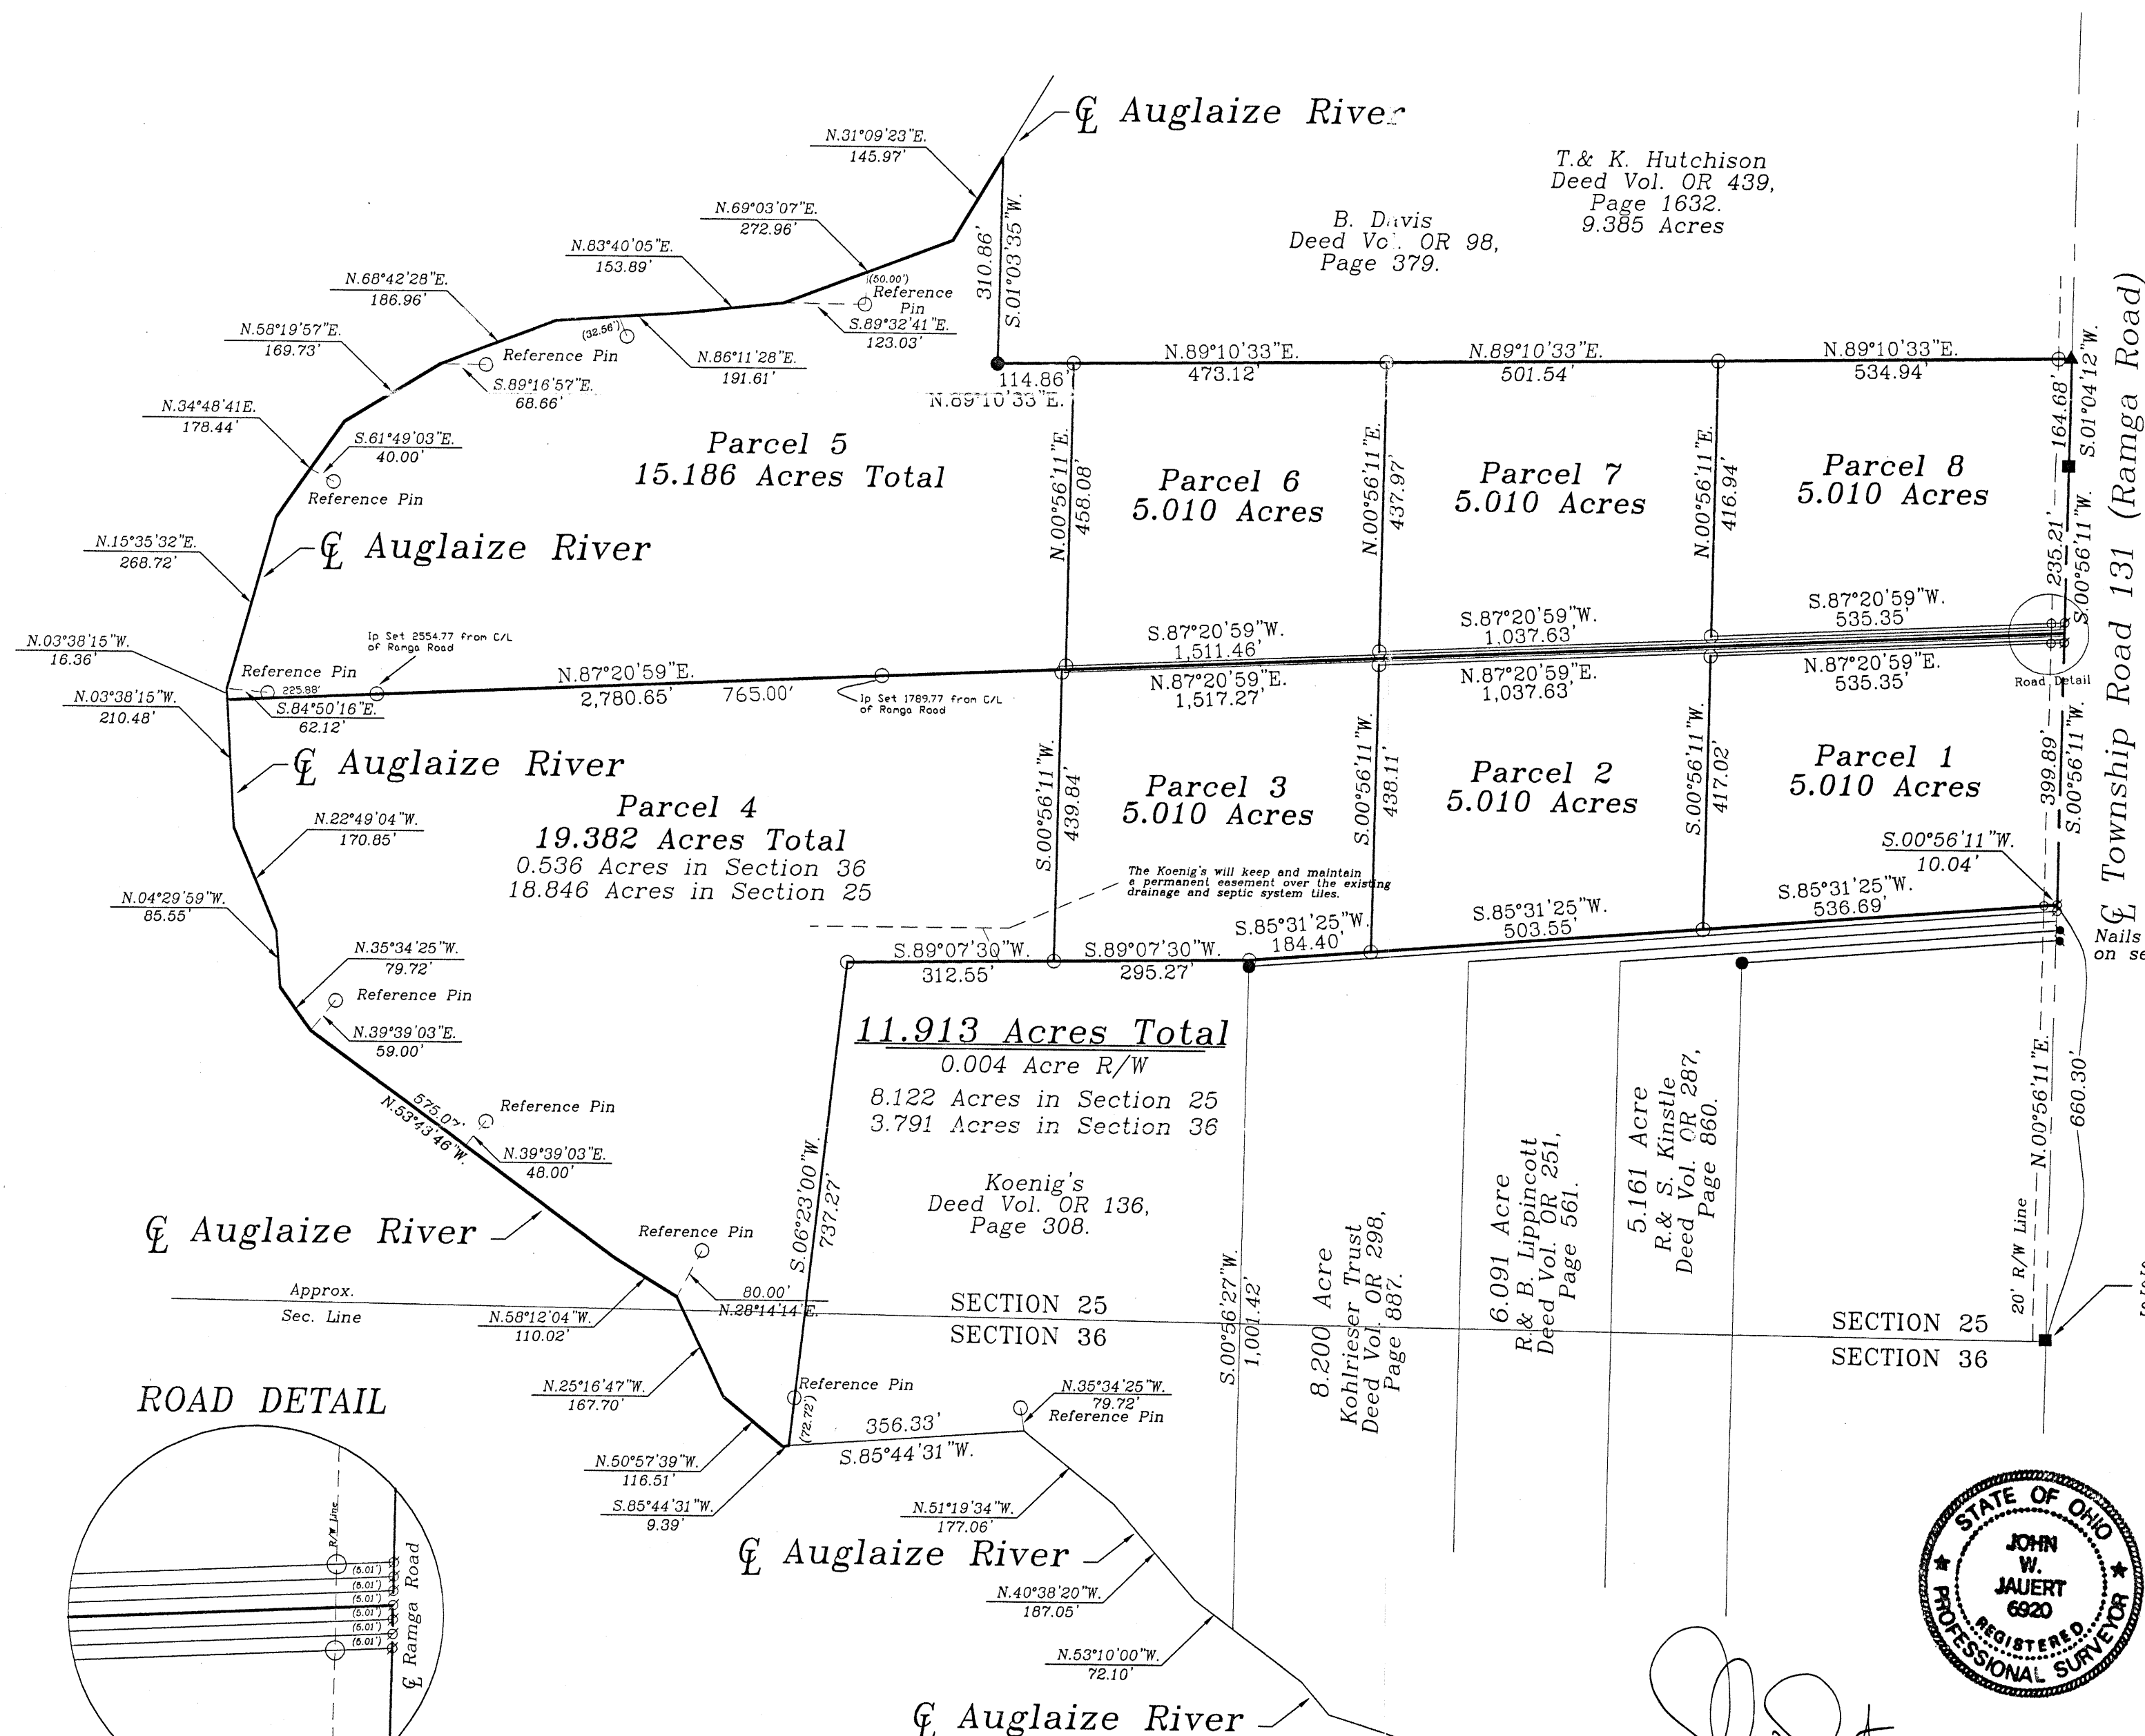 ℄ Auglaize River
N.31°09'23"E.
145.97'
T.& K. Hutchison
Deed Vol. OR 439,
Page 1632.
9.385 Acres
B. Davis
Deed Vol. OR 98,
Page 379.
N.69°03'07"E.
272.96'
N.83°40'05"E.
153.89'
N.68°42'28"E.
186.96'
N.58°19'57"E.
169.73'
N.34°48'41E.
178.44'
N.15°35'32"E.
268.72'
N.03°38'15"W.
16.36'
(50.00')
Reference
Pin
S.89°32'41"E.
123.03'
(32.56')
N.86°11'28"E.
191.61'
Reference Pin
S.89°16'57"E.
68.66'
S.61°49'03"E.
40.00'
Reference Pin
310.86'
S.01°03'35"W.
114.86'
N.89°10'33"E.
N.89°10'33"E.
473.12'
N.89°10'33"E.
501.54'
N.89°10'33"E.
534.94'
164.68'
S.01°04'12"W.
235.21'
S.00°56'11"W.
℄ Township Road 131 (Ramga Road)
Parcel 5
15.186 Acres Total
Parcel 6
5.010 Acres
Parcel 7
5.010 Acres
Parcel 8
5.010 Acres
N.00°56'11"E.
458.08'
N.00°56'11"E.
437.97'
N.00°56'11"E.
416.94'
℄ Auglaize River
Reference Pin
225.88'
Ip Set 2554.77 from C/L
of Ramga Road
S.84°50'16"E.
62.12'
N.87°20'59"E.
2,780.65'
765.00'
Ip Set 1789.77 from C/L
of Ramga Road
S.87°20'59"W.
1,511.46'
S.87°20'59"W.
1,037.63'
S.87°20'59"W.
535.35'
N.87°20'59"E.
1,517.27'
N.87°20'59"E.
1,037.63'
N.87°20'59"E.
535.35'
Road Detail
N.03°38'15"W.
210.48'
℄ Auglaize River
Parcel 4
19.382 Acres Total
0.536 Acres in Section 36
18.846 Acres in Section 25
Parcel 3
5.010 Acres
Parcel 2
5.010 Acres
Parcel 1
5.010 Acres
S.00°56'11"W.
439.84'
S.00°56'11"W.
438.11'
S.00°56'11"W.
417.02'
399.89'
S.00°56'11"W.
S.00°56'11"W.
10.04'
The Koenig's will keep and maintain
a permanent easement over the existing
drainage and septic system tiles.
N.22°49'04"W.
170.85'
N.04°29'59"W.
85.55'
N.35°34'25"W.
79.72'
Reference Pin
N.39°39'03"E.
59.00'
S.89°07'30"W.
312.55'
S.89°07'30"W.
295.27'
S.85°31'25"W.
184.40'
S.85°31'25"W.
503.55'
S.85°31'25"W.
536.69'
Nails
on se
11.913 Acres Total
0.004 Acre R/W
8.122 Acres in Section 25
3.791 Acres in Section 36
Koenig's
Deed Vol. OR 136,
Page 308.
575.07'
N.53°43'46"W.
Reference Pin
N.39°39'03"E.
48.00'
℄ Auglaize River
Reference Pin
80.00'
N.28°14'14"E.
S.06°23'00"W.
737.27'
S.00°56'27"W.
1,001.42'
8.200 Acre
Kohlrieser Trust
Deed Vol. OR 298,
Page 887.
6.091 Acre
R.& B. Lippincott
Deed Vol. OR 251,
Page 561.
5.161 Acre
R.& S. Kinstle
Deed Vol. OR 287,
Page 860.
20' R/W Line
N.00°56'11"E.
660.30'
Approx.
Sec. Line
SECTION 25
SECTION 36
SECTION 25
SECTION 36
N.58°12'04"W.
110.02'
N.25°16'47"W.
167.70'
N.50°57'39"W.
116.51'
S.85°44'31"W.
9.39'
Reference Pin
(72.72')
356.33'
S.85°44'31"W.
N.35°34'25"W.
79.72'
Reference Pin
N.51°19'34"W.
177.06'
℄ Auglaize River
N.40°38'20"W.
187.05'
N.53°10'00"W.
72.10'
℄ Auglaize River
ROAD DETAIL
R/W Line
(5.01')
(5.01')
(5.01')
(5.01')
(5.01')
(5.01')
℄ Ramga Road
STATE OF OHIO
JOHN
W.
JAUERT
6920
REGISTERED
PROFESSIONAL SURVEYOR